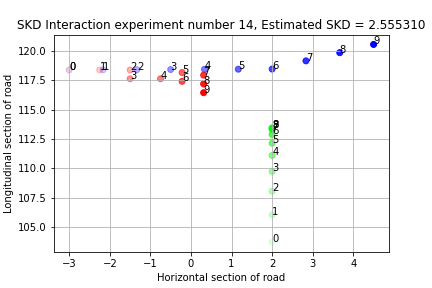 SKD Interaction experiment number 14, Estimated SKD = 2.555310
120.0
117.5
115.0
112.5
110.0
107.5
105.0
Longitudinal section of road
0 1 1 2 2 3 4 5 6 7 8 9
3 4 5 6 8 9
5
4
3
2
1
0
−3 −2 −1 0 1 2 3 4
Horizontal section of road